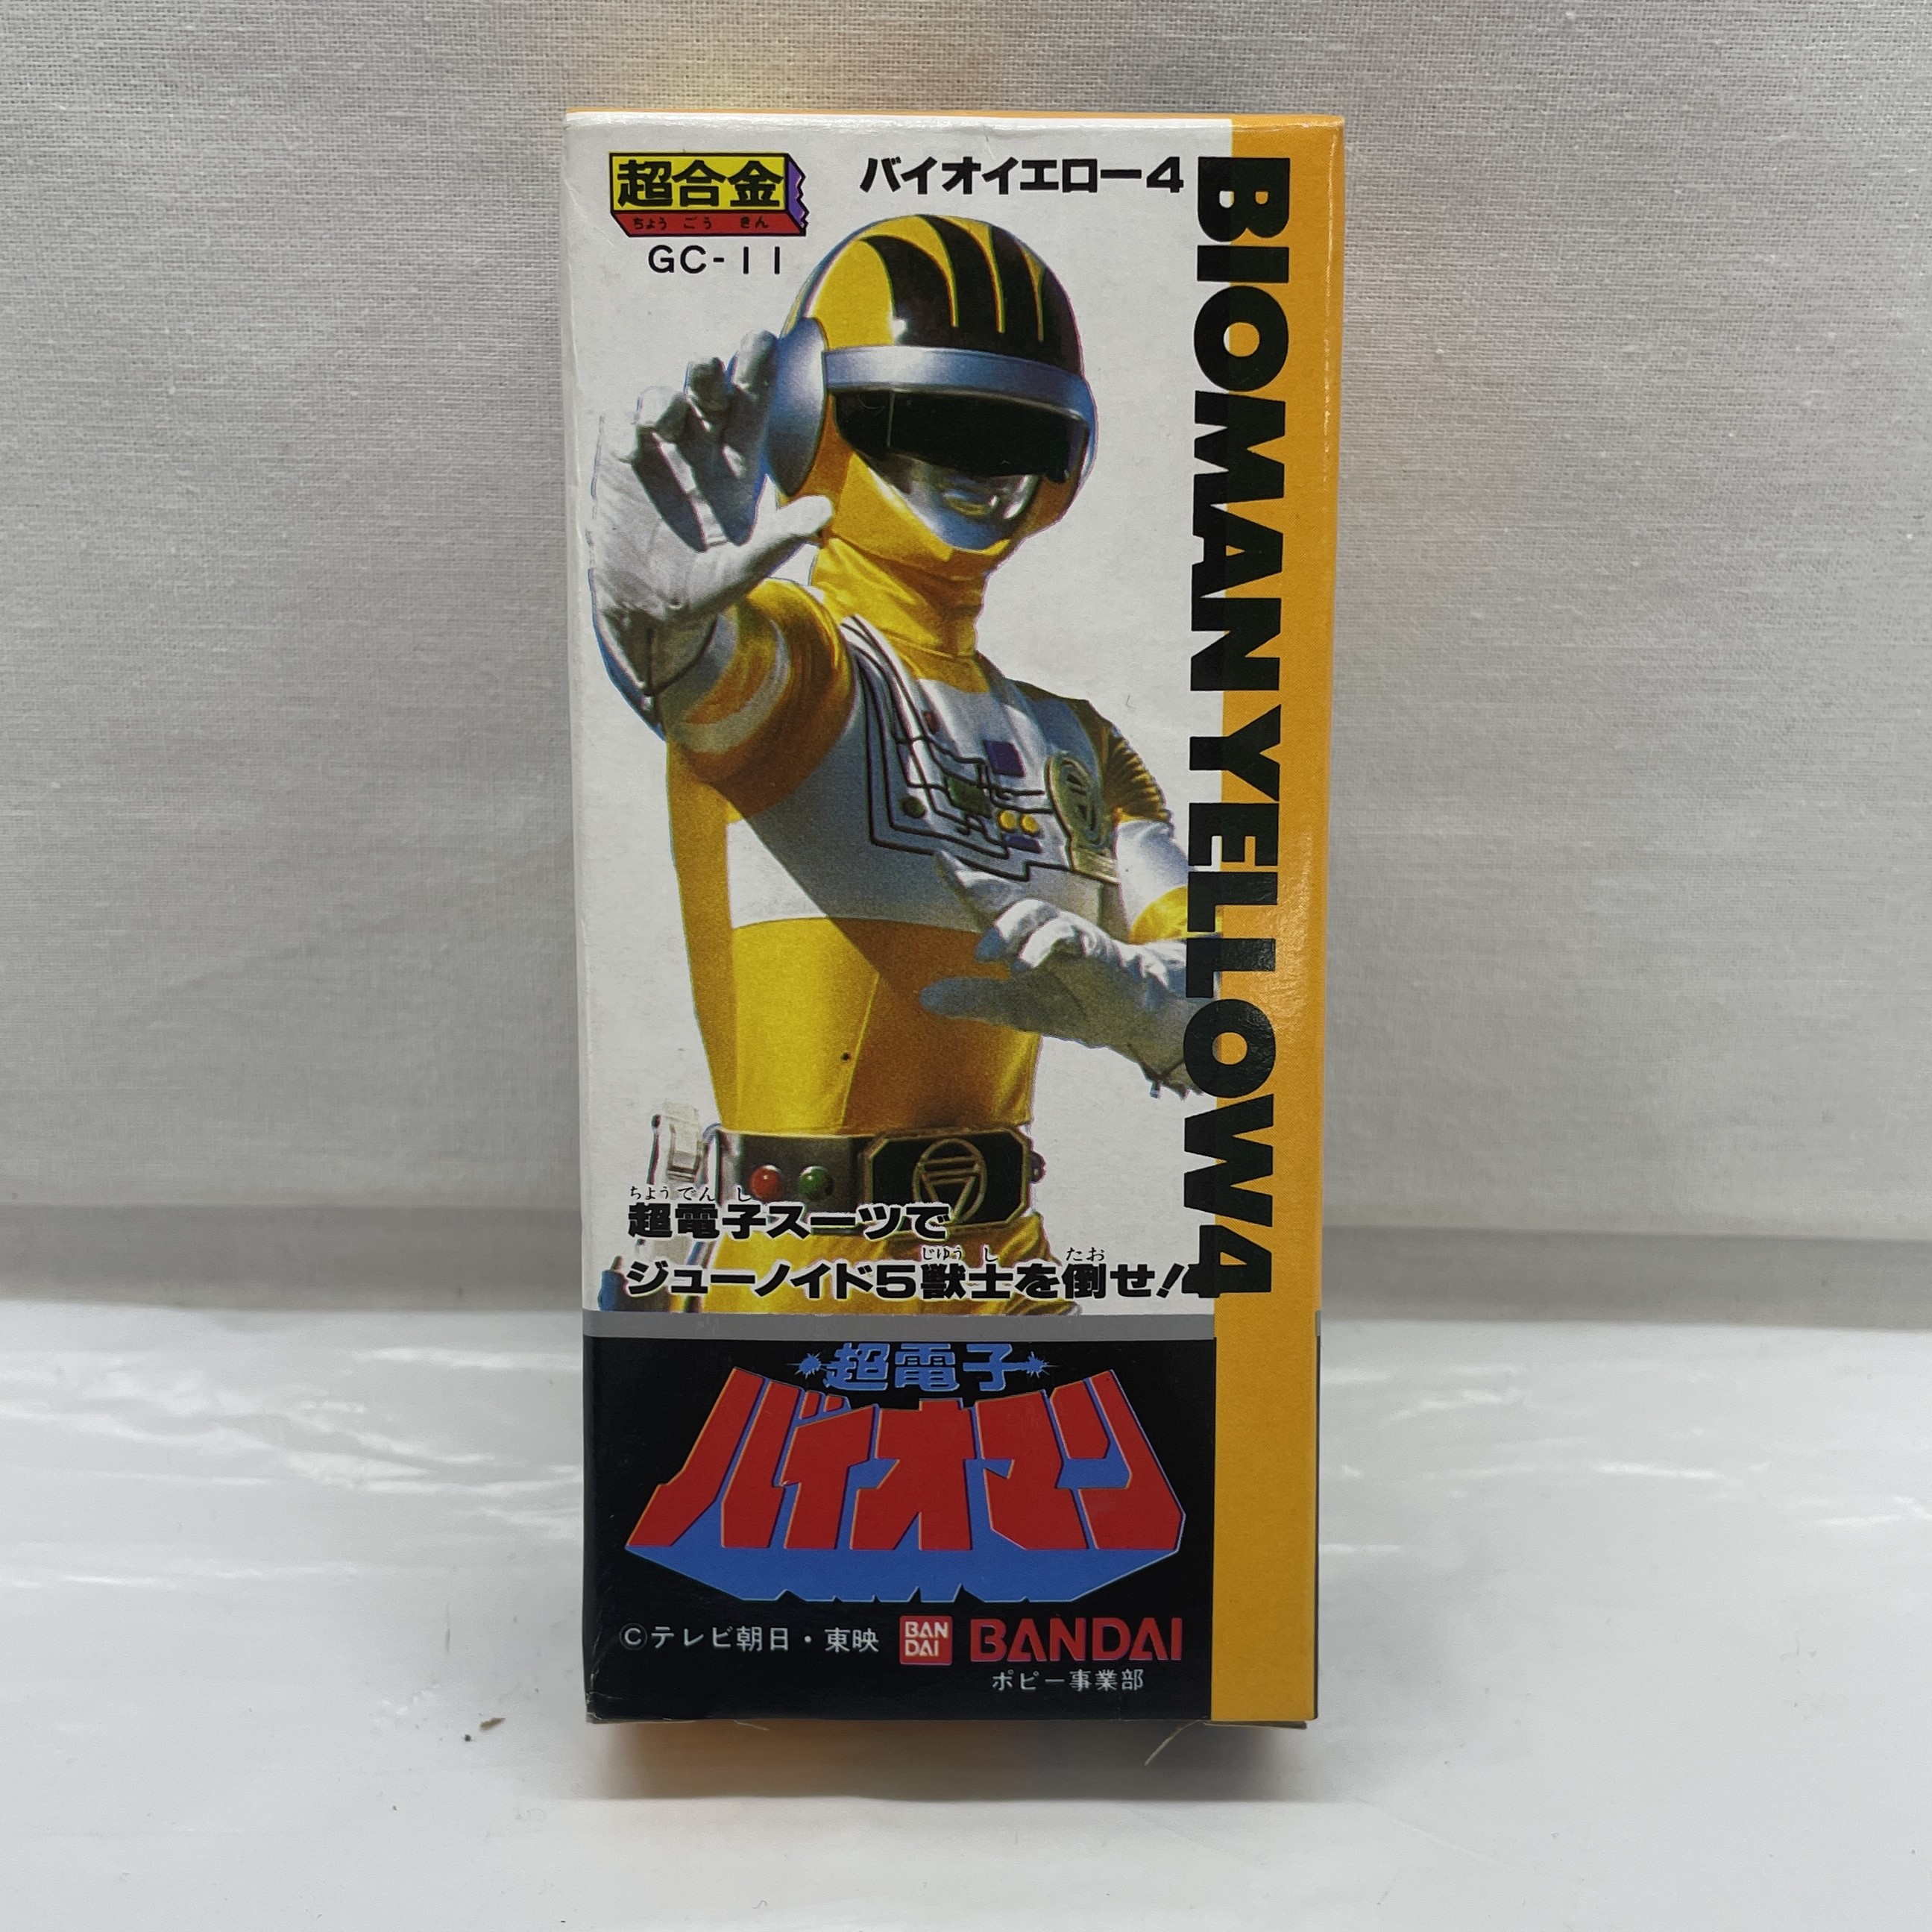 超合金
ちょうごうきん
GC-11
バイオイエロー4
BIOMAN YELLOW4
ちょうでんし
超電子スーツで
じゅうし たお
ジューノイド5獣士を倒せ!
超電子
バイオマン
©テレビ朝日・東映
BAN
DAI
BANDAI
ポピー事業部